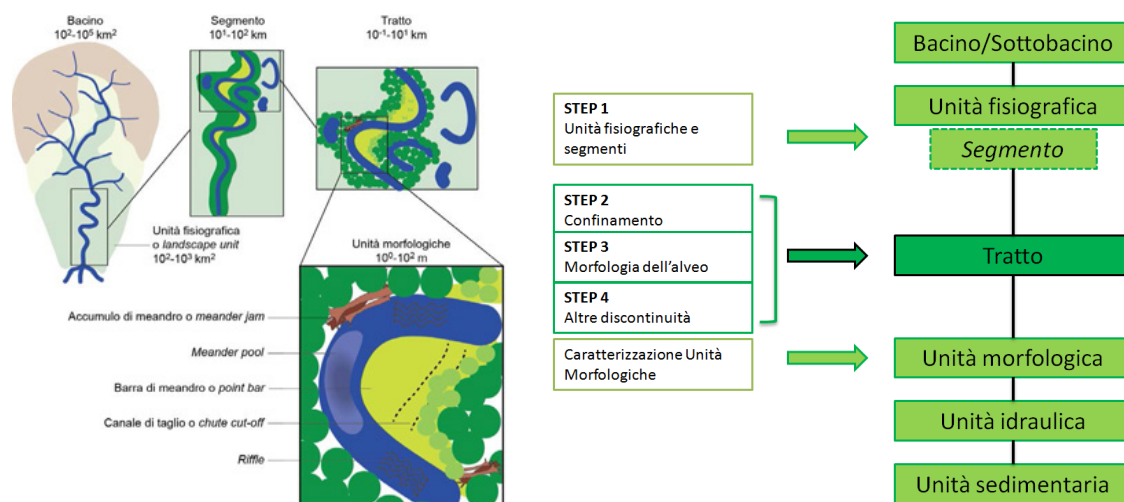 Bacino
10²-10⁵ km²
Segmento
10¹-10² km
Tratto
10⁻¹-10¹ km
Unità fisiografica
o landscape unit
10²-10³ km²
Unità morfologiche
10⁰-10² m
Accumulo di meandro o meander jam
Meander pool
Barra di meandro o point bar
Canale di taglio o chute cut-off
Riffle
STEP 1
Unità fisiografiche e
segmenti
STEP 2
Confinamento
STEP 3
Morfologia dell'alveo
STEP 4
Altre discontinuità
Caratterizzazione Unità
Morfologiche
Bacino/Sottobacino
Unità fisiografica
Segmento
Tratto
Unità morfologica
Unità idraulica
Unità sedimentaria